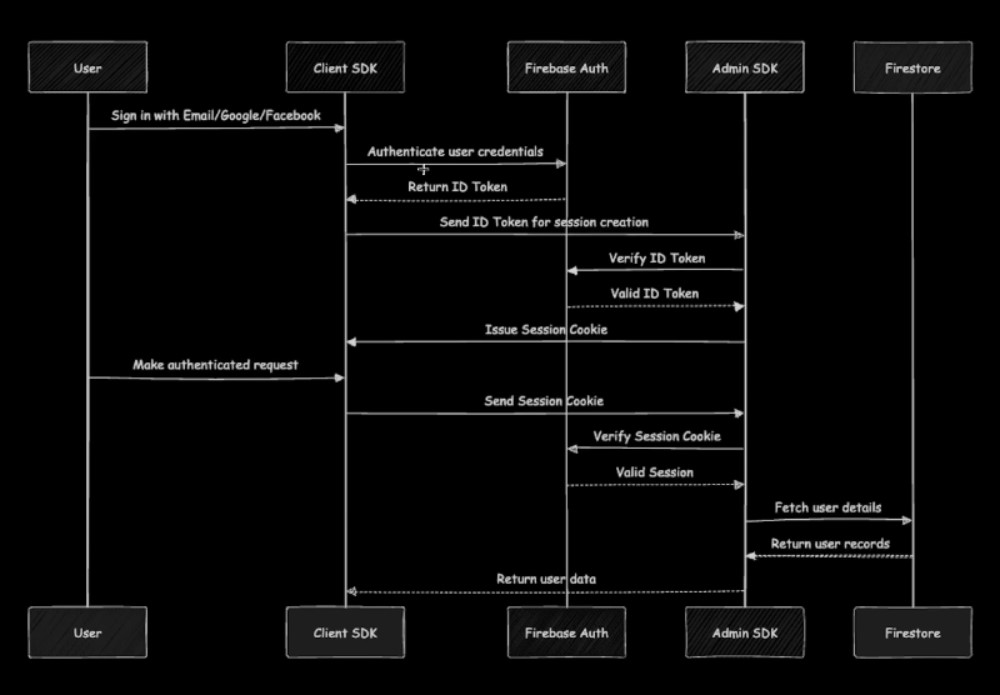 User
Client SDK
Firebase Auth
Admin SDK
Firestore
Sign in with Email/Google/Facebook
Authenticate user credentials
Return ID Token
Send ID Token for session creation
Verify ID Token
Valid ID Token
Issue Session Cookie
Make authenticated request
Send Session Cookie
Verify Session Cookie
Valid Session
Fetch user details
Return user records
Return user data
User
Client SDK
Firebase Auth
Admin SDK
Firestore